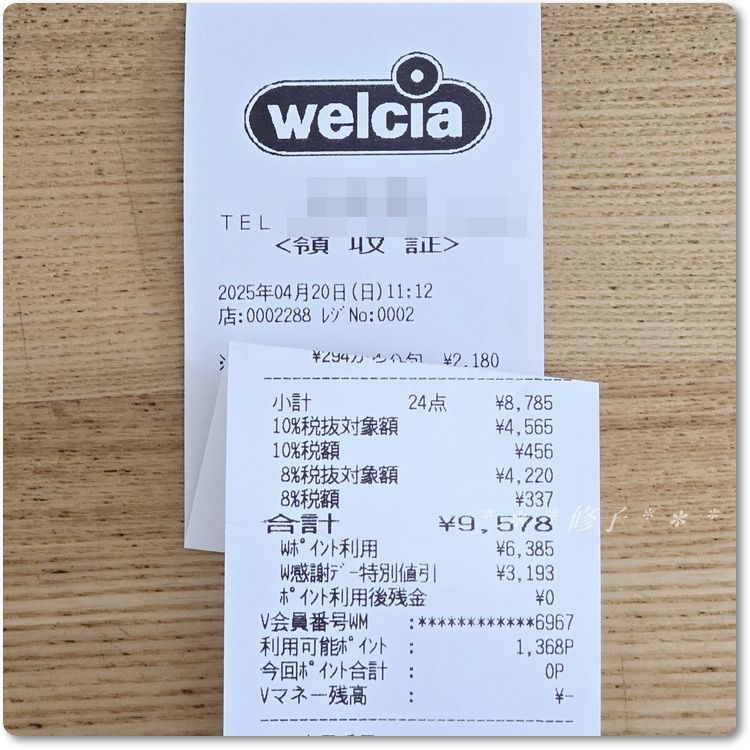 welcia
TEL
<領収証>
2025年04月20日(日)11:12
店:0002288 ﾚｼﾞNo:0002
¥2,180
小計 24点 ¥8,785
10%税抜対象額 ¥4,565
10%税額 ¥456
8%税抜対象額 ¥4,220
8%税額 ¥337
合計 ¥9,578
Wﾎﾟｲﾝﾄ利用 ¥6,385
W感謝ﾃﾞｰ特別値引 ¥3,193
ﾎﾟｲﾝﾄ利用後残金 ¥0
V会員番号WM :************6967
利用可能ﾎﾟｲﾝﾄ : 1,368P
今回ﾎﾟｲﾝﾄ合計 : 0P
Vマネー残高 : ¥-